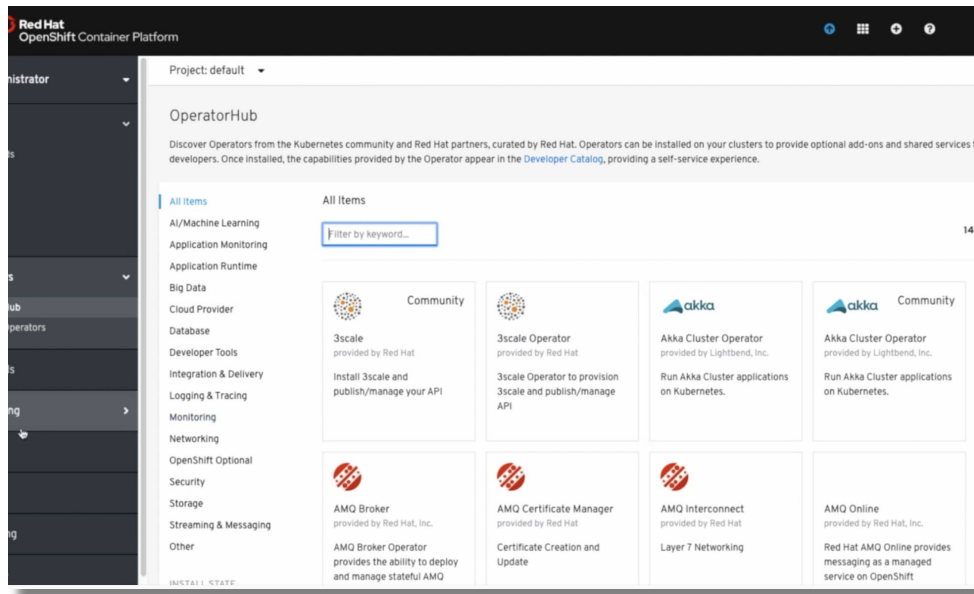 Red Hat
OpenShift Container Platform
Project: default
OperatorHub
Discover Operators from the Kubernetes community and Red Hat partners, curated by Red Hat. Operators can be installed on your clusters to provide optional add-ons and shared services
developers. Once installed, the capabilities provided by the Operator appear in the Developer Catalog, providing a self-service experience.
All Items
AI/Machine Learning
Application Monitoring
Application Runtime
Big Data
Cloud Provider
Database
Developer Tools
Integration & Delivery
Logging & Tracing
Monitoring
Networking
OpenShift Optional
Security
Storage
Streaming & Messaging
Other
INSTALL STATE
All Items
Filter by keyword...
14
Community
3scale
provided by Red Hat
Install 3scale and
publish/manage your API
3scale Operator
provided by Red Hat
3scale Operator to provision
3scale and publish/manage
API
akka
Akka Cluster Operator
provided by Lightbend, Inc.
Run Akka Cluster applications
on Kubernetes.
akka Community
Akka Cluster Operator
provided by Lightbend, Inc.
Run Akka Cluster applications
on Kubernetes.
AMQ Broker
provided by Red Hat, Inc.
AMQ Broker Operator
provides the ability to deploy
and manage stateful AMQ
AMQ Certificate Manager
provided by Red Hat
Certificate Creation and
Update
AMQ Interconnect
provided by Red Hat
Layer 7 Networking
AMQ Online
provided by Red Hat, Inc.
Red Hat AMQ Online provides
messaging as a managed
service on OpenShift